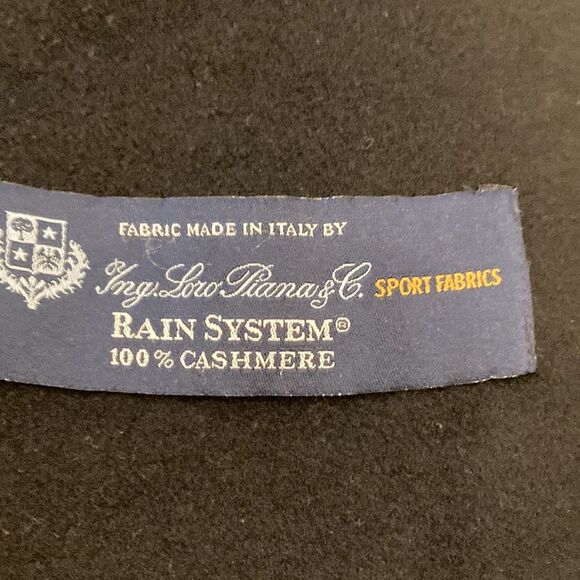 FABRIC MADE IN ITALY BY
Ing. Loro Piana & C. SPORT FABRICS
RAIN SYSTEM®
100% CASHMERE